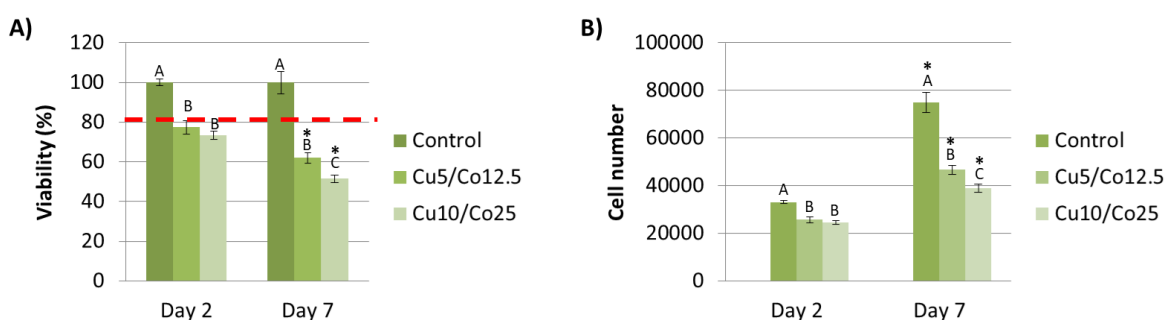 A)
120
100
80
60
40
20
0
Viability (%)
A
B
B
A
*
B
*
C
Day 2
Day 7
Control
Cu5/Co12.5
Cu10/Co25
B)
100000
80000
60000
40000
20000
0
Cell number
A
B
B
*
A
*
B
*
C
Day 2
Day 7
Control
Cu5/Co12.5
Cu10/Co25